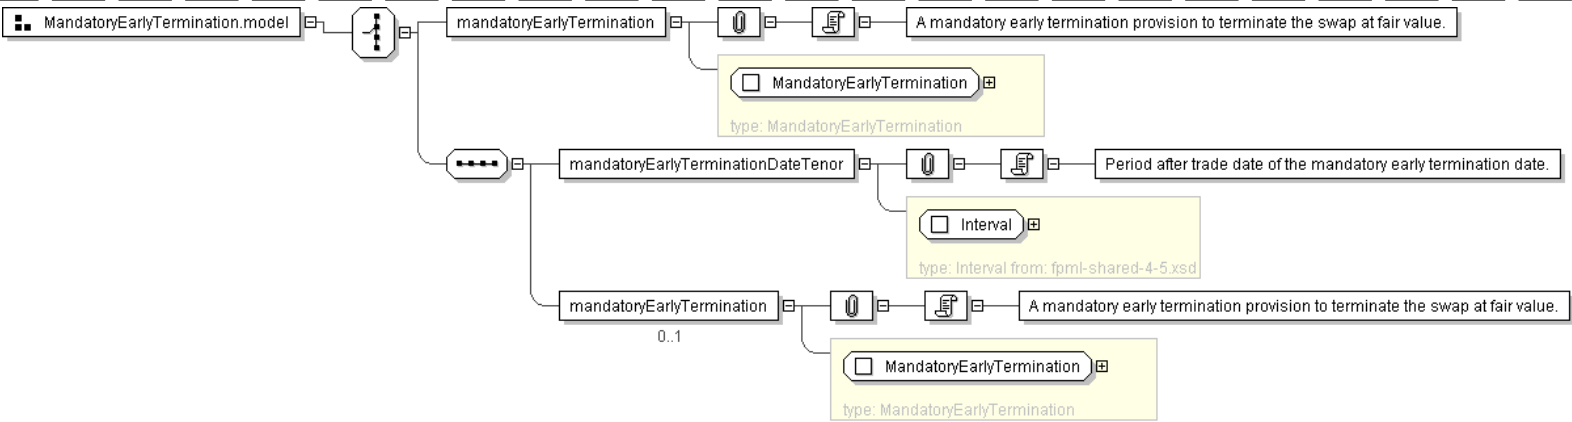 MandatoryEarlyTermination.model
mandatoryEarlyTermination
A mandatory early termination provision to terminate the swap at fair value.
MandatoryEarlyTermination
type: MandatoryEarlyTermination
mandatoryEarlyTerminationDateTenor
Period after trade date of the mandatory early termination date.
Interval
type: Interval from: fpml-shared-4-5.xsd
mandatoryEarlyTermination
A mandatory early termination provision to terminate the swap at fair value.
0..1
MandatoryEarlyTermination
type: MandatoryEarlyTermination